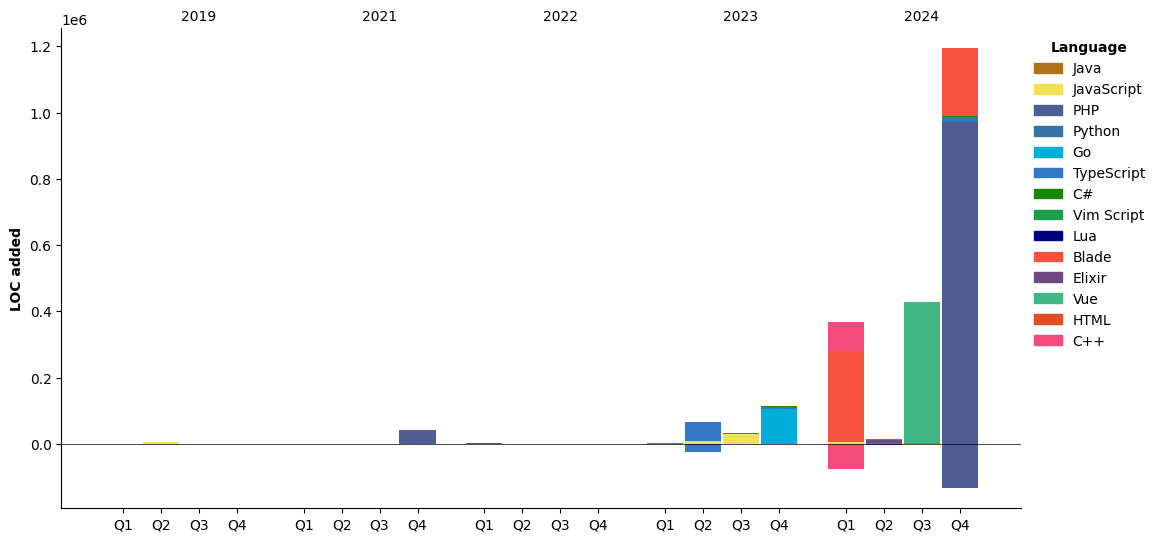 2019 2021 2022 2023 2024
1e6
1.2
1.0
0.8
0.6
0.4
0.2
0.0
LOC added
Q1 Q2 Q3 Q4 Q1 Q2 Q3 Q4 Q1 Q2 Q3 Q4 Q1 Q2 Q3 Q4 Q1 Q2 Q3 Q4
Language
Java
JavaScript
PHP
Python
Go
TypeScript
C#
Vim Script
Lua
Blade
Elixir
Vue
HTML
C++